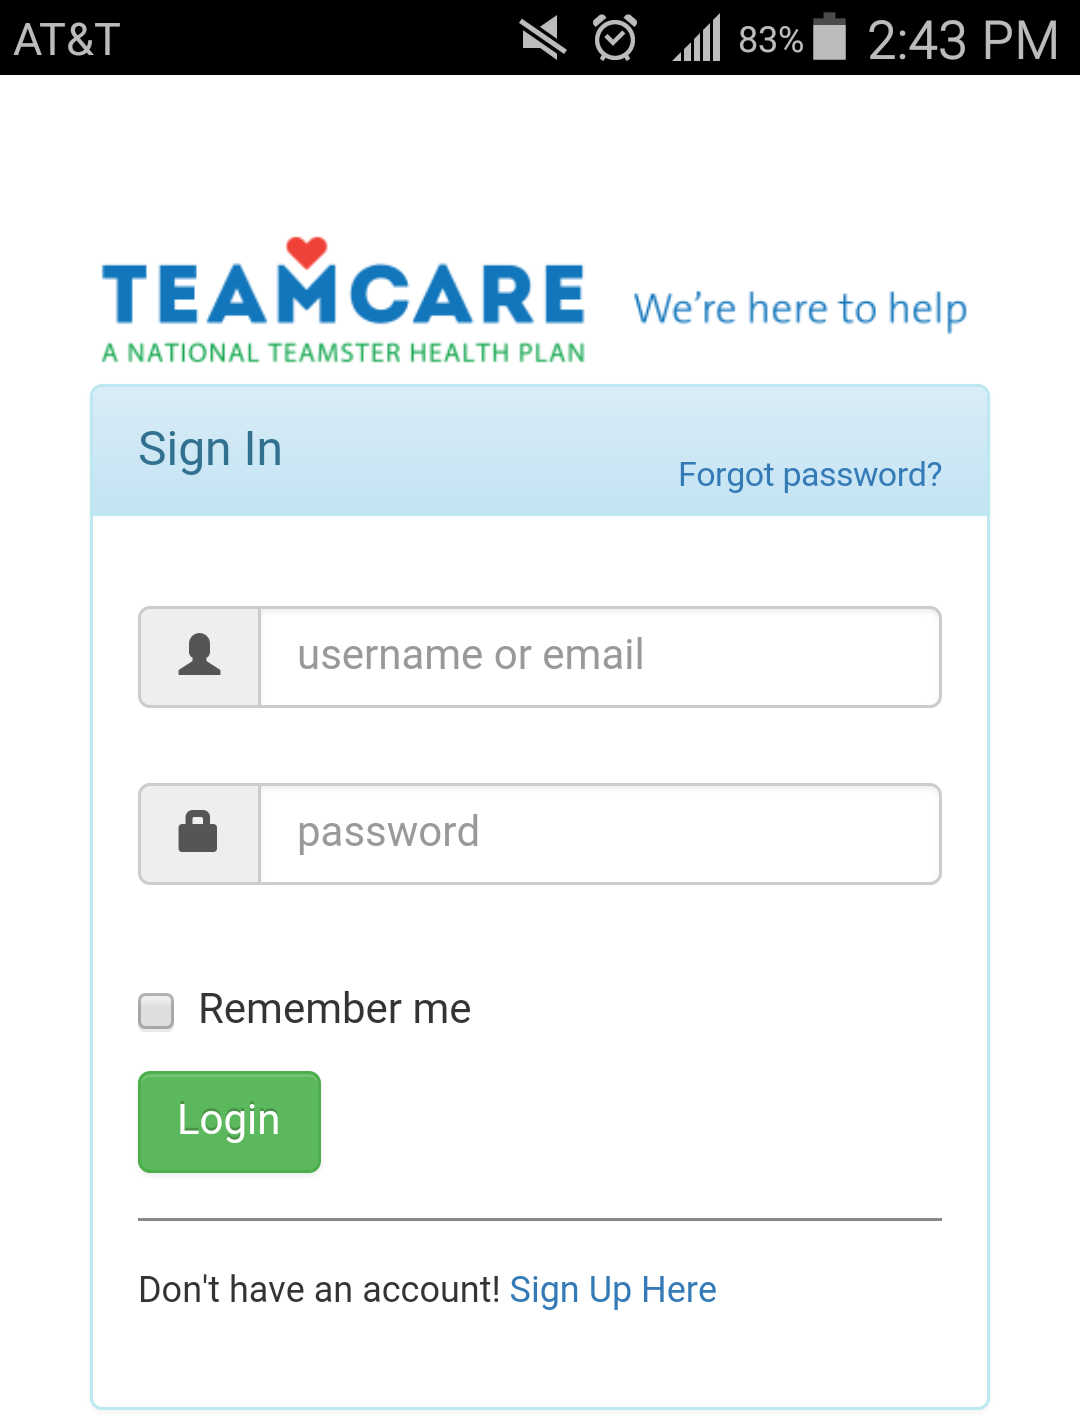 AT&T 83% 2:43 PM
TEAMCARE
A NATIONAL TEAMSTER HEALTH PLAN
We're here to help
Sign In
Forgot password?
username or email
password
Remember me
Login
Don't have an account! Sign Up Here